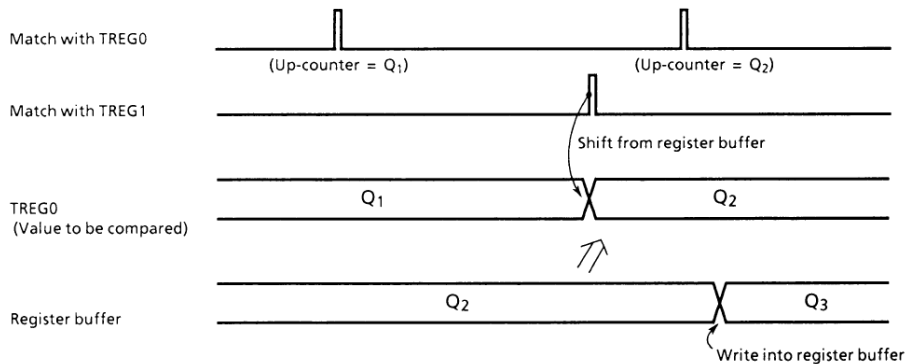 Match with TREG0
(Up-counter = Q1)
(Up-counter = Q2)
Match with TREG1
Shift from register buffer
TREG0
(Value to be compared)
Q1
Q2
Register buffer
Q2
Q3
Write into register buffer